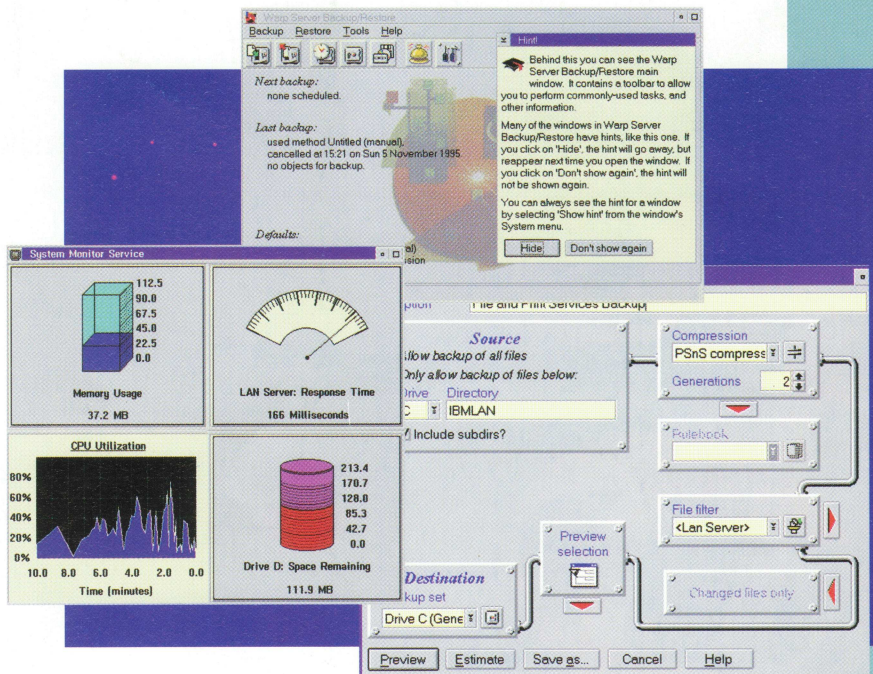 Warp Server Backup/Restore
Backup Restore Tools Help
Next backup:
none scheduled.
Last backup:
used method Untitled (manual),
cancelled at 15:21 on Sun 5 November 1995.
no objects for backup.
Defaults:
Hint!
Behind this you can see the Warp
Server Backup/Restore main
window. It contains a toolbar to allow
you to perform commonly-used tasks, and
other information.
Many of the windows in Warp Server
Backup/Restore have hints, like this one. If
you click on 'Hide', the hint will go away, but
reappear next time you open the window. If
you click on 'Don't show again', the hint will
not be shown again.
You can always see the hint for a window
by selecting 'Show hint' from the window's
System menu.
Hide Don't show again
System Monitor Service
112.5
90.0
67.5
45.0
22.5
0.0
Memory Usage
37.2 MB
LAN Server: Response Time
166 Milliseconds
CPU Utilization
80%
60%
40%
20%
0%
10.0 8.0 6.0 4.0 2.0 0.0
Time (minutes)
213.4
170.7
128.0
85.3
42.7
0.0
Drive D: Space Remaining
111.9 MB
File and Print Services Backup
Source
Allow backup of all files
Only allow backup of files below:
Drive Directory
C IBMLAN
Include subdirs?
Compression
PSnS compress
Generations 2
Rulebook
File filter
<Lan Server>
Changed files only
Preview
selection
Destination
Drive C (Gene
Preview Estimate Save as... Cancel Help